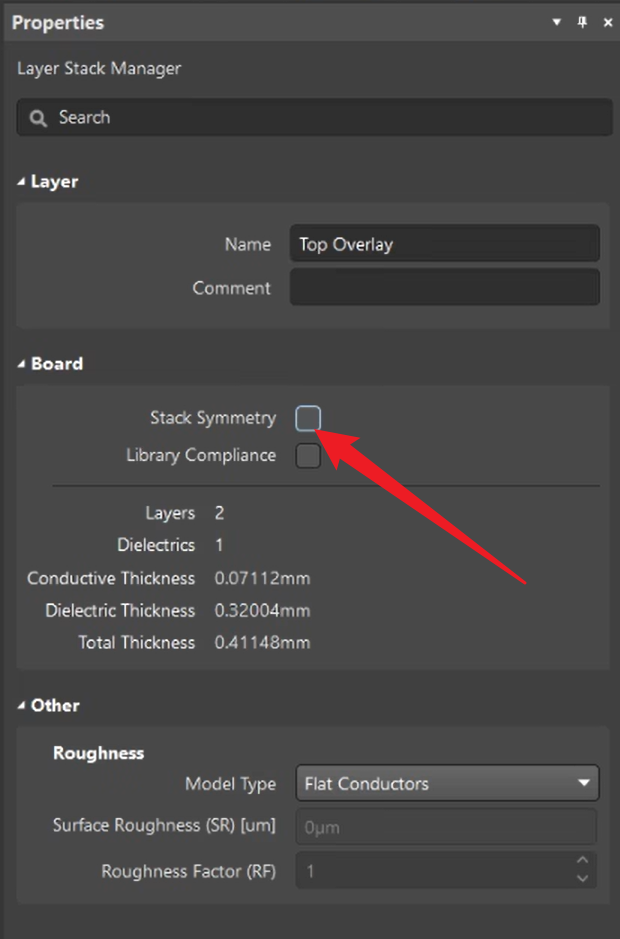 Properties
Layer Stack Manager
Search
Layer
Name Top Overlay
Comment
Board
Stack Symmetry
Library Compliance
Layers 2
Dielectrics 1
Conductive Thickness 0.07112mm
Dielectric Thickness 0.32004mm
Total Thickness 0.41148mm
Other
Roughness
Model Type Flat Conductors
Surface Roughness (SR) [um] 0µm
Roughness Factor (RF) 1